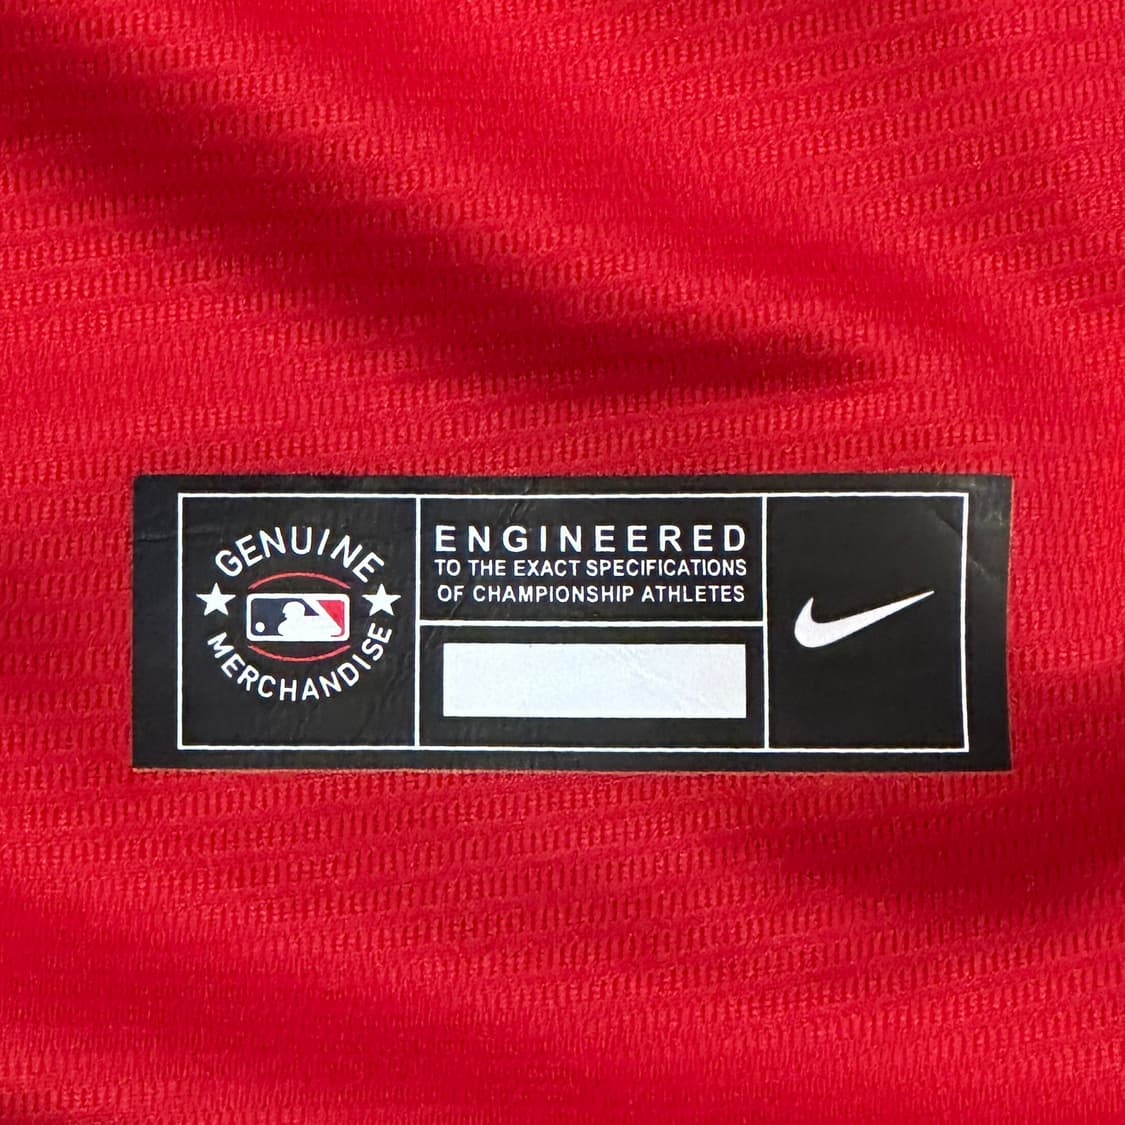 GENUINE
MERCHANDISE
ENGINEERED
TO THE EXACT SPECIFICATIONS
OF CHAMPIONSHIP ATHLETES